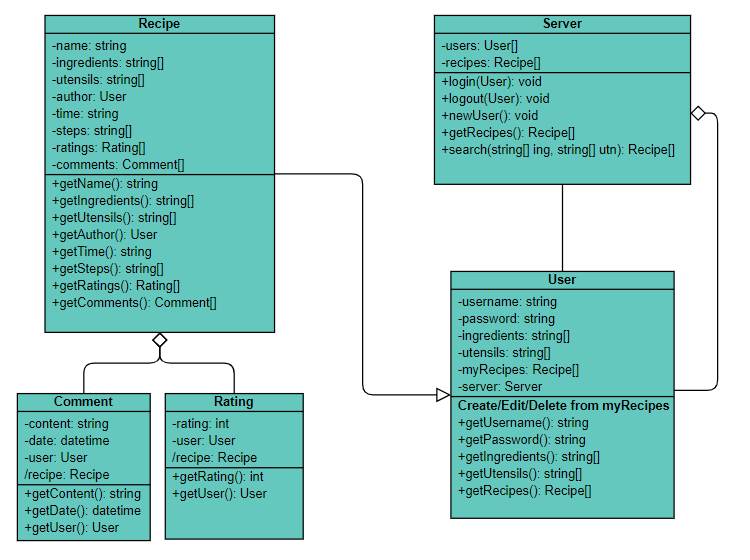 Recipe
-name: string
-ingredients: string[]
-utensils: string[]
-author: User
-time: string
-steps: string[]
-ratings: Rating[]
-comments: Comment[]
+getName(): string
+getIngredients(): string[]
+getUtensils(): string[]
+getAuthor(): User
+getTime(): string
+getSteps(): string[]
+getRatings(): Rating[]
+getComments(): Comment[]
Server
-users: User[]
-recipes: Recipe[]
+login(User): void
+logout(User): void
+newUser(): void
+getRecipes(): Recipe[]
+search(string[] ing, string[] utn): Recipe[]
User
-username: string
-password: string
-ingredients: string[]
-utensils: string[]
-myRecipes: Recipe[]
-server: Server
Create/Edit/Delete from myRecipes
+getUsername(): string
+getPassword(): string
+getIngredients(): string[]
+getUtensils(): string[]
+getRecipes(): Recipe[]
Comment
-content: string
-date: datetime
-user: User
/recipe: Recipe
+getContent(): string
+getDate(): datetime
+getUser(): User
Rating
-rating: int
-user: User
/recipe: Recipe
+getRating(): int
+getUser(): User